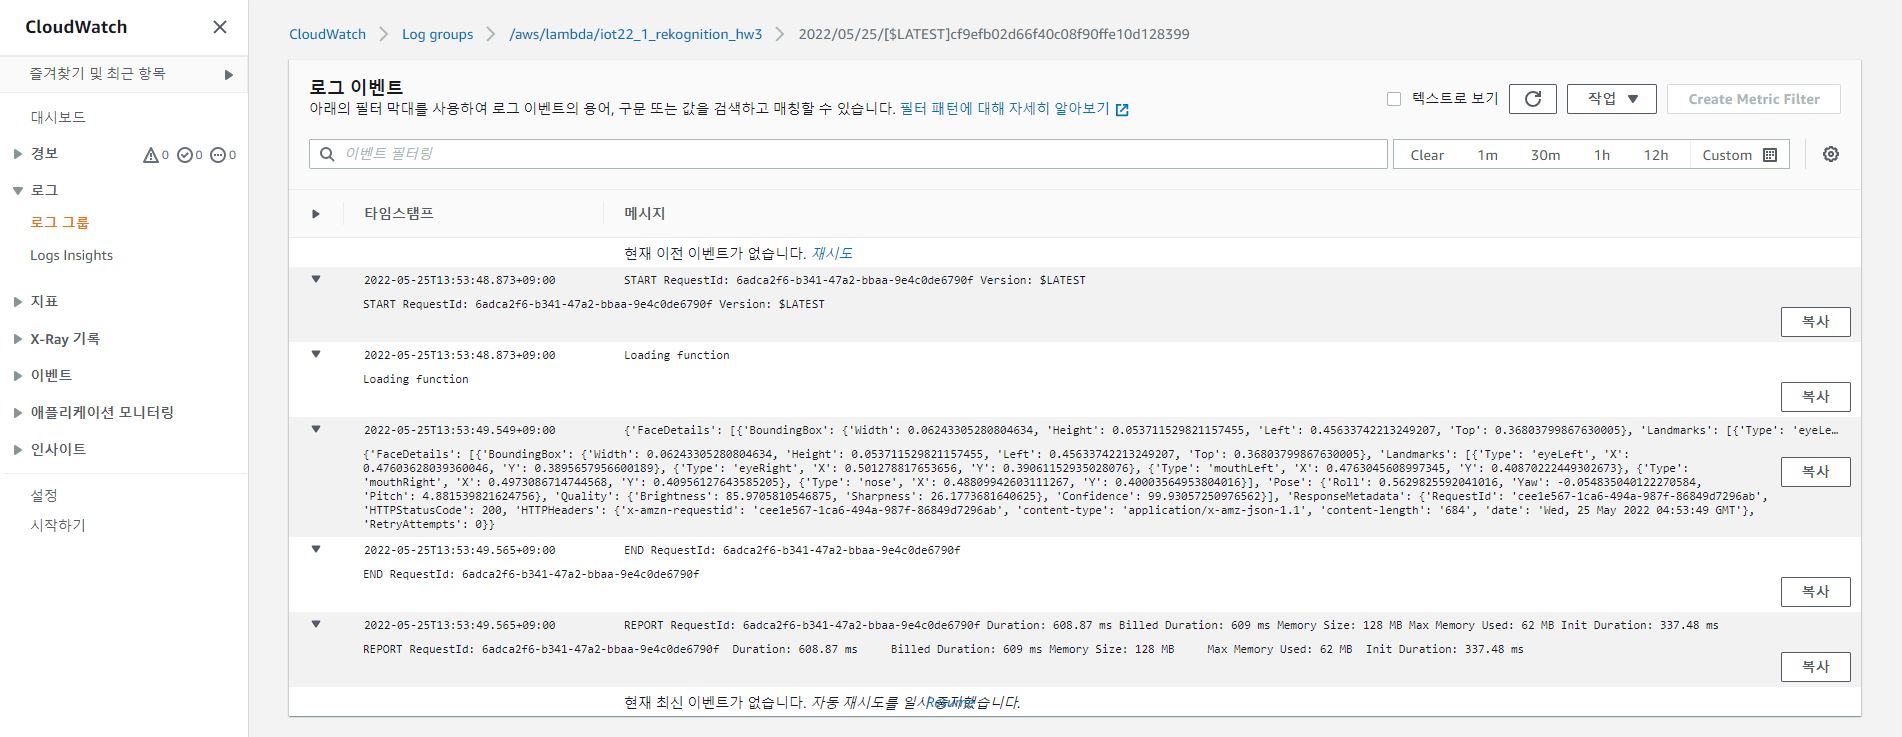 CloudWatch
즐겨찾기 및 최근 항목
대시보드
경보
0 0 0
로그
로그 그룹
Logs Insights
지표
X-Ray 기록
이벤트
애플리케이션 모니터링
인사이트
설정
시작하기
CloudWatch
Log groups
/aws/lambda/iot22_1_rekognition_hw3
2022/05/25/[$LATEST]cf9efb02d66f40c08f90ffe10d128399
로그 이벤트
아래의 필터 막대를 사용하여 로그 이벤트의 용어, 구문 또는 값을 검색하고 매칭할 수 있습니다. 필터 패턴에 대해 자세히 알아보기
텍스트로 보기
작업
Create Metric Filter
이벤트 필터링
Clear 1m 30m 1h 12h Custom
타임스탬프 메시지
현재 이전 이벤트가 없습니다. 재시도
2022-05-25T13:53:48.873+09:00 START RequestId: 6adca2f6-b341-47a2-bbaa-9e4c0de6790f Version: $LATEST
START RequestId: 6adca2f6-b341-47a2-bbaa-9e4c0de6790f Version: $LATEST
복사
2022-05-25T13:53:48.873+09:00 Loading function
Loading function
복사
2022-05-25T13:53:49.549+09:00 {'FaceDetails': [{'BoundingBox': {'Width': 0.06243305280804634, 'Height': 0.053711529821157455, 'Left': 0.45633742213249207, 'Top': 0.36803799867630005}, 'Landmarks': [{'Type': 'eyeLe…
{'FaceDetails': [{'BoundingBox': {'Width': 0.06243305280804634, 'Height': 0.053711529821157455, 'Left': 0.45633742213249207, 'Top': 0.36803799867630005}, 'Landmarks': [{'Type': 'eyeLeft', 'X':
0.47603628039360046, 'Y': 0.3895657956600189}, {'Type': 'eyeRight', 'X': 0.501278817653656, 'Y': 0.39061152935028076}, {'Type': 'mouthLeft', 'X': 0.4763045608997345, 'Y': 0.40870222449302673}, {'Type':
'mouthRight', 'X': 0.4973086714744568, 'Y': 0.40956127643585205}, {'Type': 'nose', 'X': 0.48809942603111267, 'Y': 0.40003564953804016}], 'Pose': {'Roll': 0.5629825592041016, 'Yaw': -0.054835040122270584,
'Pitch': 4.881539821624756}, 'Quality': {'Brightness': 85.9705810546875, 'Sharpness': 26.1773681640625}, 'Confidence': 99.93057250976562}], 'ResponseMetadata': {'RequestId': 'cee1e567-1ca6-494a-987f-86849d7296ab',
'HTTPStatusCode': 200, 'HTTPHeaders': {'x-amzn-requestid': 'cee1e567-1ca6-494a-987f-86849d7296ab', 'content-type': 'application/x-amz-json-1.1', 'content-length': '684', 'date': 'Wed, 25 May 2022 04:53:49 GMT'},
'RetryAttempts': 0}}
복사
2022-05-25T13:53:49.565+09:00 END RequestId: 6adca2f6-b341-47a2-bbaa-9e4c0de6790f
END RequestId: 6adca2f6-b341-47a2-bbaa-9e4c0de6790f
복사
2022-05-25T13:53:49.565+09:00 REPORT RequestId: 6adca2f6-b341-47a2-bbaa-9e4c0de6790f Duration: 608.87 ms Billed Duration: 609 ms Memory Size: 128 MB Max Memory Used: 62 MB Init Duration: 337.48 ms
REPORT RequestId: 6adca2f6-b341-47a2-bbaa-9e4c0de6790f Duration: 608.87 ms Billed Duration: 609 ms Memory Size: 128 MB Max Memory Used: 62 MB Init Duration: 337.48 ms
복사
현재 최신 이벤트가 없습니다. 자동 재시도를 일시 중지했습니다. Resume